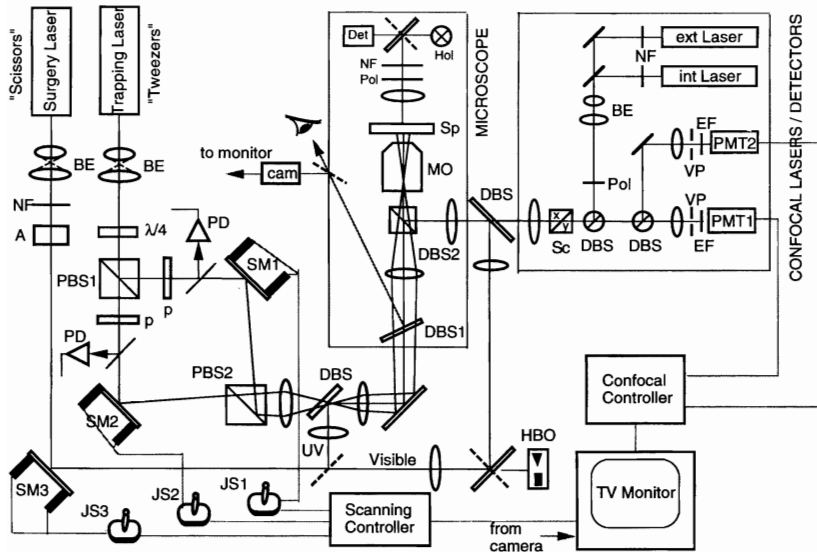 "Scissors"
Surgery Laser
Trapping Laser
"Tweezers"
BE
BE
NF
A
λ/4
PD
PBS1
p
p
PD
SM1
SM2
SM3
PBS2
DBS
UV
Visible
JS1
JS2
JS3
Scanning
Controller
to monitor
cam
Det
Hol
NF
Pol
Sp
MO
DBS2
DBS1
MICROSCOPE
DBS
HBO
x
y
Sc
DBS
DBS
Pol
BE
NF
ext Laser
int Laser
EF
VP
PMT2
VP
EF
PMT1
CONFOCAL LASERS / DETECTORS
Confocal
Controller
TV Monitor
from
camera